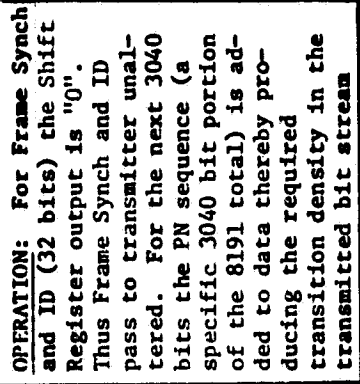 OPERATION: For Frame Synch
and ID (32 bits) the Shift
Register output is "0".
Thus Frame Synch and ID
pass to transmitter unal-
tered. For the next 3040
bits the PN sequence (a
specific 3040 bit portion
of the 8191 total) is ad-
ded to data thereby pro-
ducing the required
transition density in the
transmitted bit stream